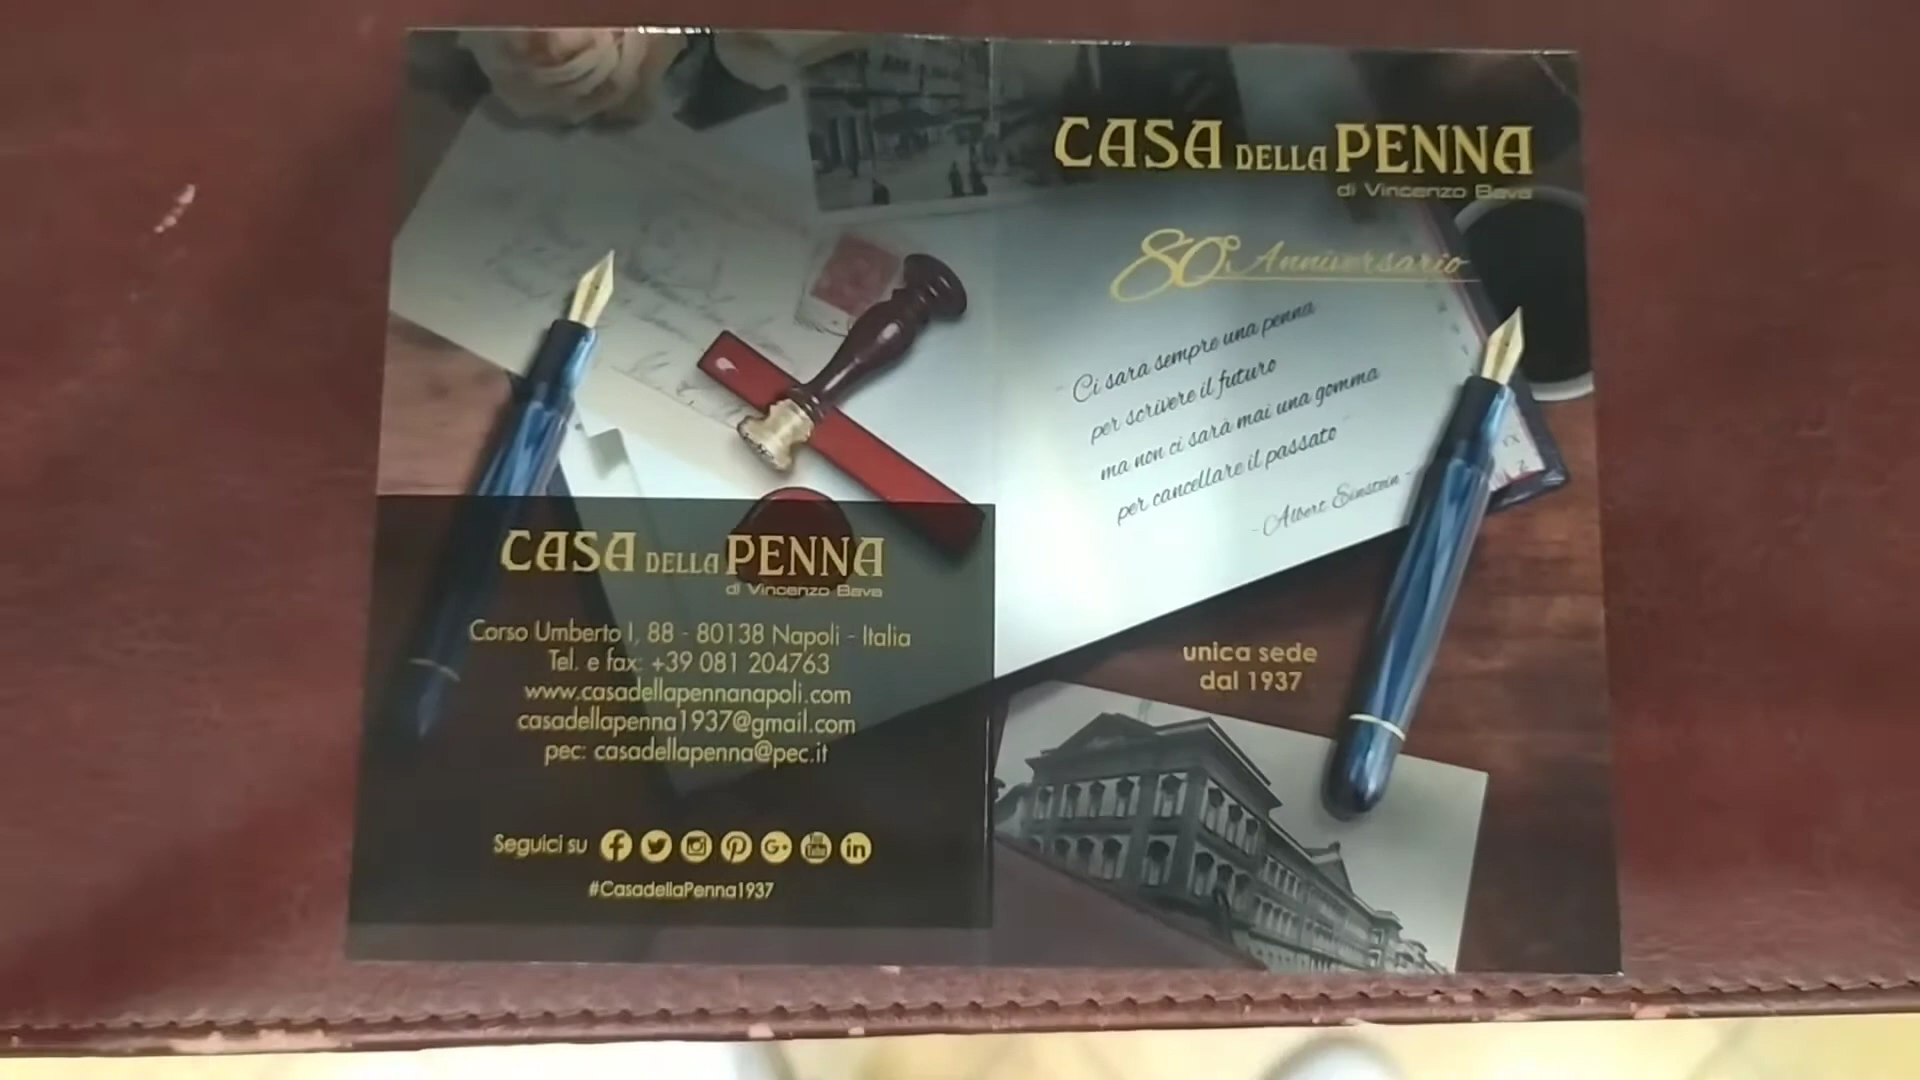 CASA DELLA PENNA
di Vincenzo Bava
80° Anniversario
Ci sara sempre una penna
per scrivere il futuro
ma non ci sarà mai una gomma
per cancellare il passato
- Albert Einstein -
unica sede
dal 1937
CASA DELLA PENNA
di Vincenzo Bava
Corso Umberto I, 88 - 80138 Napoli - Italia
Tel. e fax: +39 081 204763
www.casadellapennanapoli.com
casadellapenna1937@gmail.com
pec: casadellapenna@pec.it
Seguici su
#CasadellaPenna1937